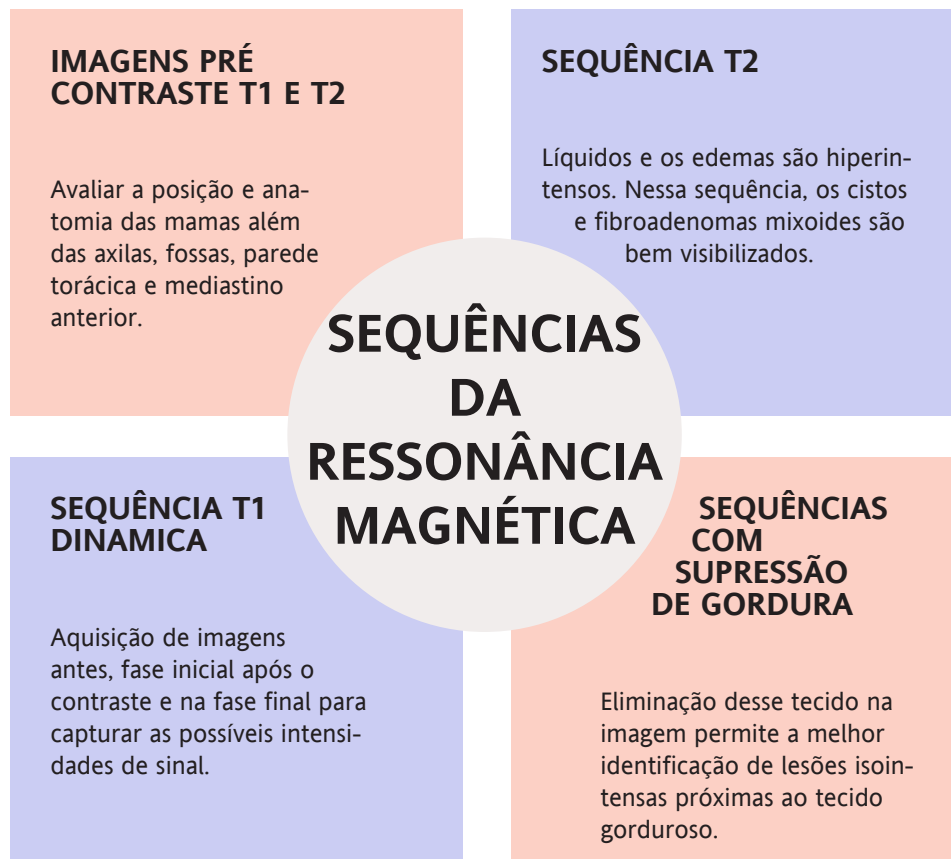 IMAGENS PRÉ
CONTRASTE T1 E T2
Avaliar a posição e ana-
tomia das mamas além
das axilas, fossas, parede
torácica e mediastino
anterior.
SEQUÊNCIA T2
Líquidos e os edemas são hiperin-
tensos. Nessa sequência, os cistos
e fibroadenomas mixoides são
bem visibilizados.
SEQUÊNCIAS
DA
RESSONÂNCIA
MAGNÉTICA
SEQUÊNCIA T1
DINAMICA
Aquisição de imagens
antes, fase inicial após o
contraste e na fase final para
capturar as possíveis intensi-
dades de sinal.
SEQUÊNCIAS
COM
SUPRESSÃO
DE GORDURA
Eliminação desse tecido na
imagem permite a melhor
identificação de lesões isoin-
tensas próximas ao tecido
gorduroso.